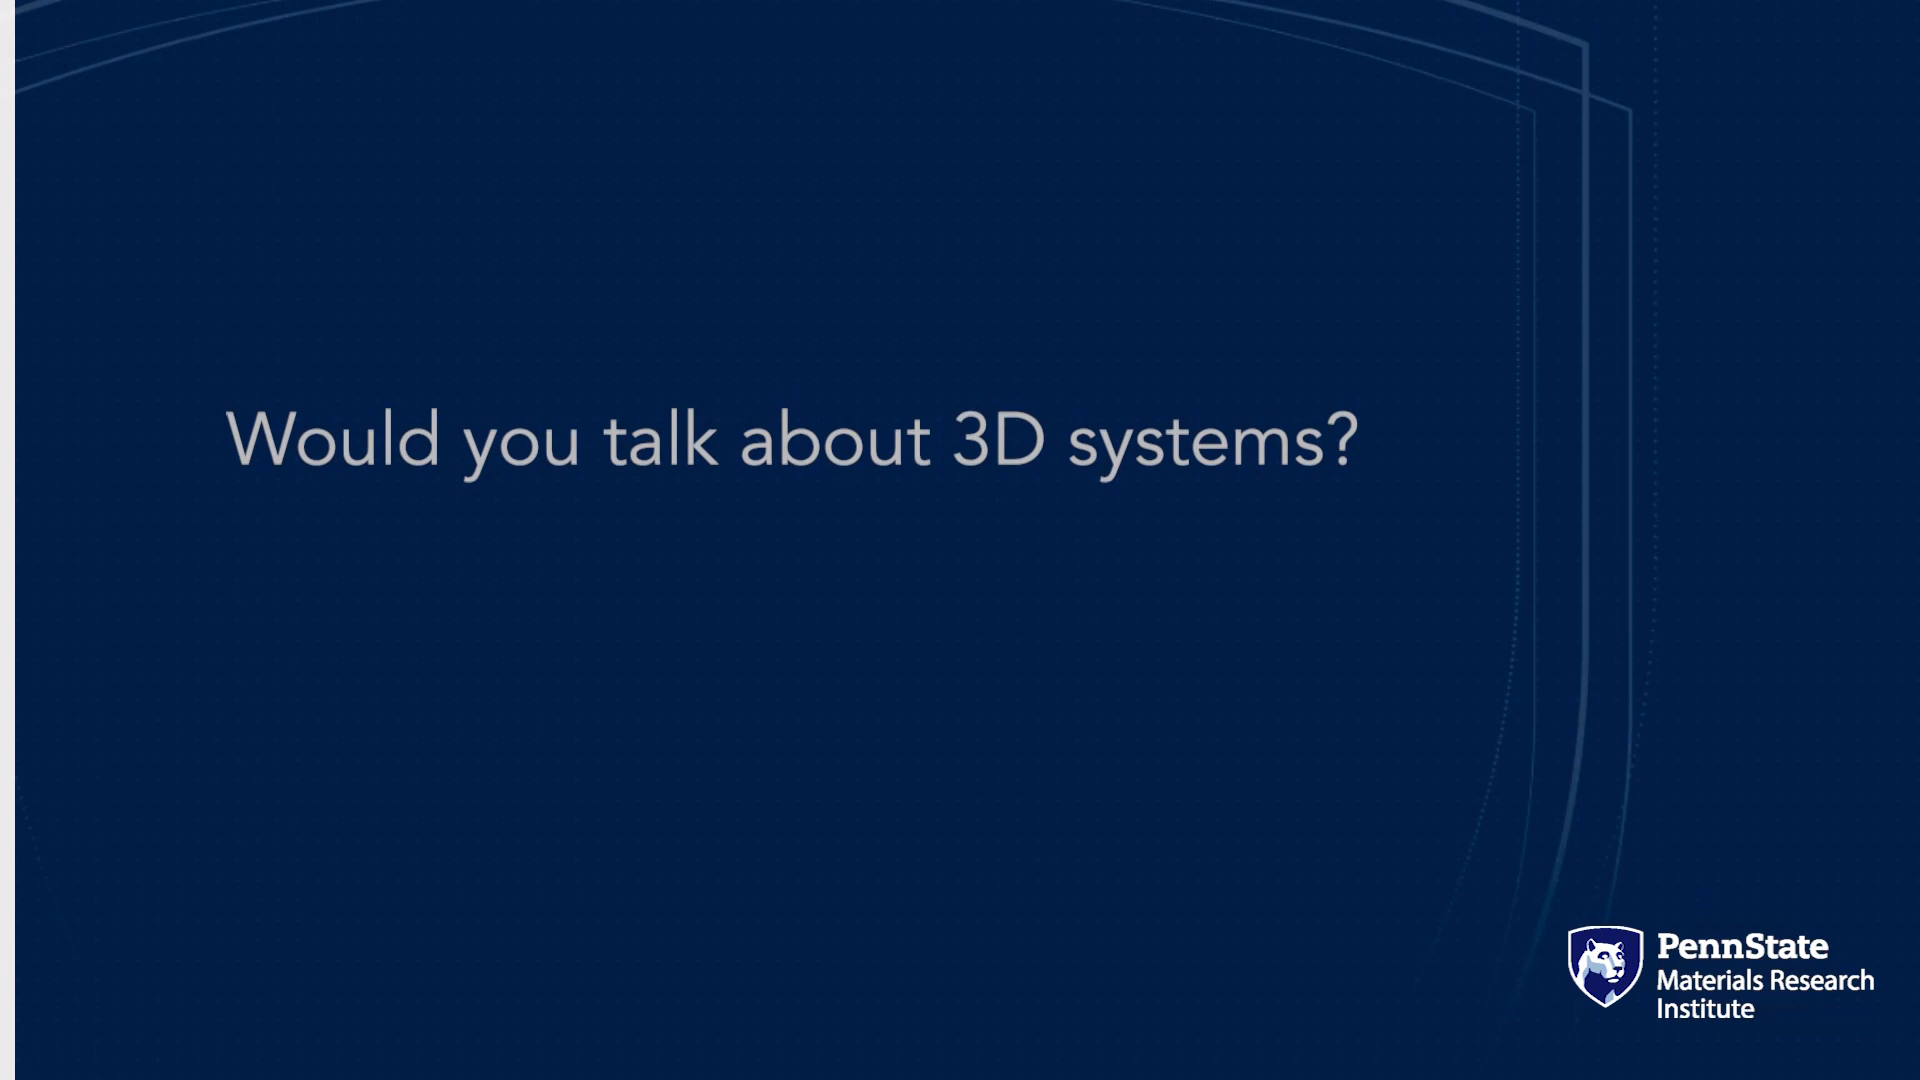 Would you talk about 3D systems?
PennState
Materials Research
Institute